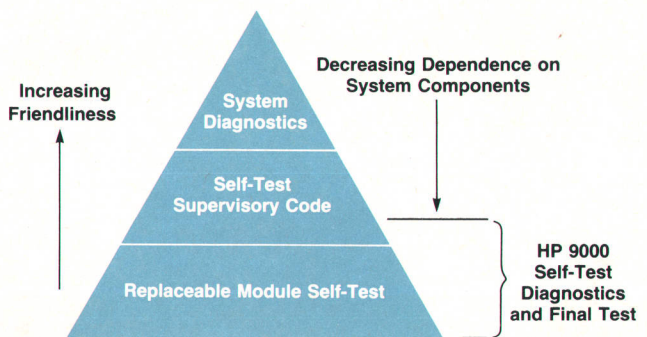 Increasing
Friendliness
System
Diagnostics
Self-Test
Supervisory Code
Replaceable Module Self-Test
Decreasing Dependence on
System Components
HP 9000
Self-Test
Diagnostics
and Final Test